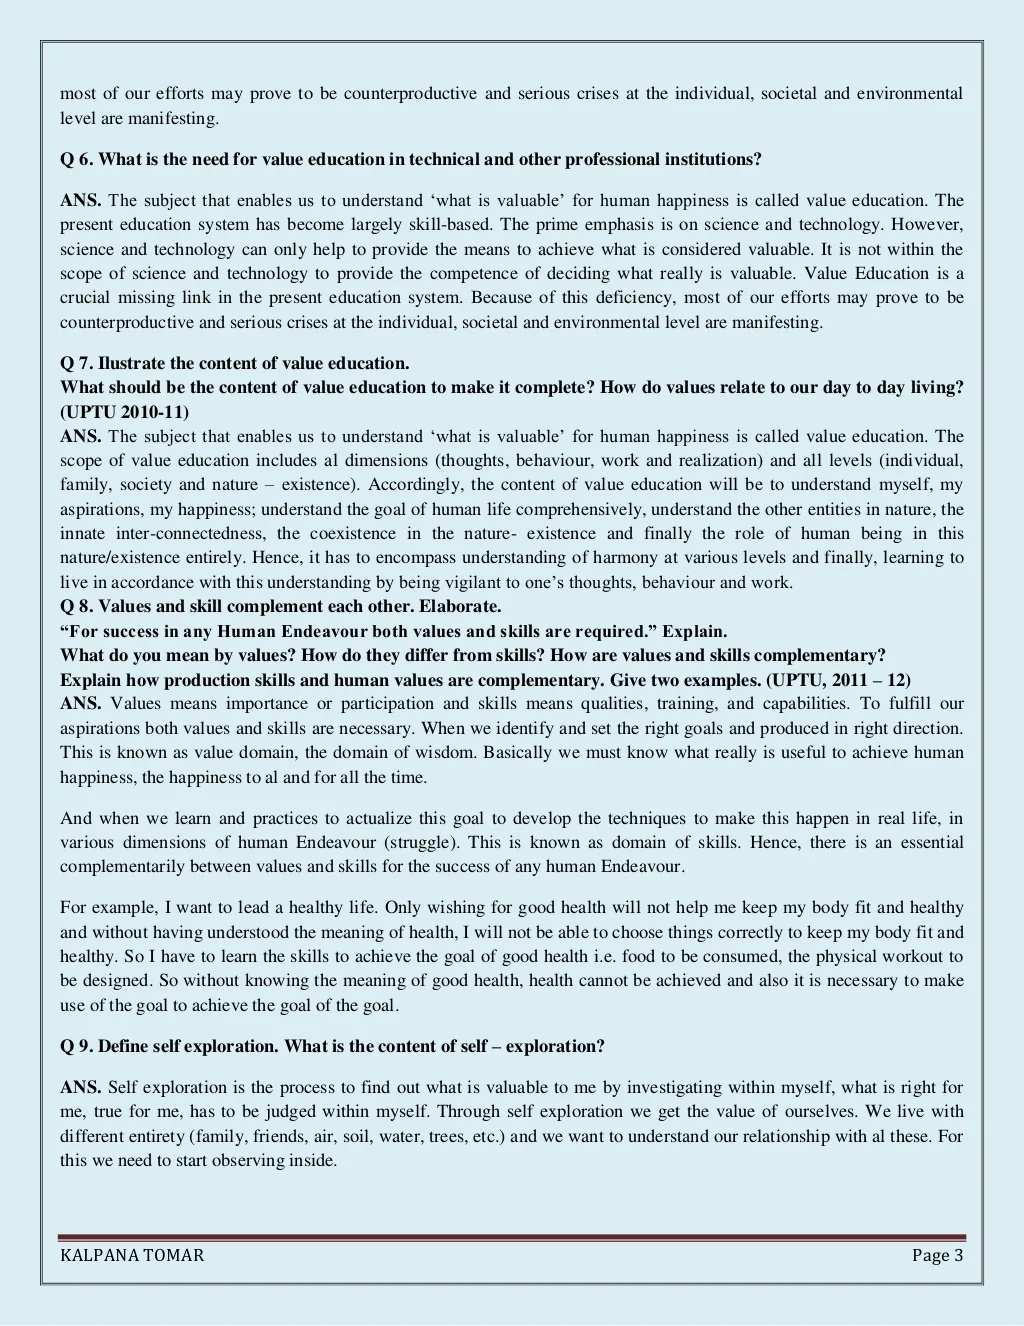 most of our efforts may prove to be counterproductive and serious crises at the individual, societal and environmental
level are manifesting.
Q 6. What is the need for value education in technical and other professional institutions?
ANS. The subject that enables us to understand ‘what is valuable’ for human happiness is called value education. The
present education system has become largely skill-based. The prime emphasis is on science and technology. However,
science and technology can only help to provide the means to achieve what is considered valuable. It is not within the
scope of science and technology to provide the competence of deciding what really is valuable. Value Education is a
crucial missing link in the present education system. Because of this deficiency, most of our efforts may prove to be
counterproductive and serious crises at the individual, societal and environmental level are manifesting.
Q 7. Ilustrate the content of value education.
What should be the content of value education to make it complete? How do values relate to our day to day living?
(UPTU 2010-11)
ANS. The subject that enables us to understand ‘what is valuable’ for human happiness is called value education. The
scope of value education includes al dimensions (thoughts, behaviour, work and realization) and all levels (individual,
family, society and nature – existence). Accordingly, the content of value education will be to understand myself, my
aspirations, my happiness; understand the goal of human life comprehensively, understand the other entities in nature, the
innate inter-connectedness, the coexistence in the nature- existence and finally the role of human being in this
nature/existence entirely. Hence, it has to encompass understanding of harmony at various levels and finally, learning to
live in accordance with this understanding by being vigilant to one’s thoughts, behaviour and work.
Q 8. Values and skill complement each other. Elaborate.
“For success in any Human Endeavour both values and skills are required.” Explain.
What do you mean by values? How do they differ from skills? How are values and skills complementary?
Explain how production skills and human values are complementary. Give two examples. (UPTU, 2011 – 12)
ANS. Values means importance or participation and skills means qualities, training, and capabilities. To fulfill our
aspirations both values and skills are necessary. When we identify and set the right goals and produced in right direction.
This is known as value domain, the domain of wisdom. Basically we must know what really is useful to achieve human
happiness, the happiness to al and for all the time.
And when we learn and practices to actualize this goal to develop the techniques to make this happen in real life, in
various dimensions of human Endeavour (struggle). This is known as domain of skills. Hence, there is an essential
complementarily between values and skills for the success of any human Endeavour.
For example, I want to lead a healthy life. Only wishing for good health will not help me keep my body fit and healthy
and without having understood the meaning of health, I will not be able to choose things correctly to keep my body fit and
healthy. So I have to learn the skills to achieve the goal of good health i.e. food to be consumed, the physical workout to
be designed. So without knowing the meaning of good health, health cannot be achieved and also it is necessary to make
use of the goal to achieve the goal of the goal.
Q 9. Define self exploration. What is the content of self – exploration?
ANS. Self exploration is the process to find out what is valuable to me by investigating within myself, what is right for
me, true for me, has to be judged within myself. Through self exploration we get the value of ourselves. We live with
different entirety (family, friends, air, soil, water, trees, etc.) and we want to understand our relationship with al these. For
this we need to start observing inside.
KALPANA TOMAR
Page 3